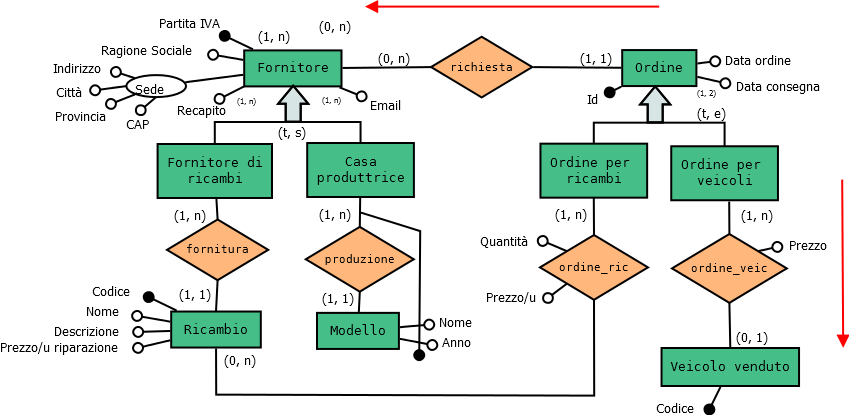 Partita IVA
(0, n)
(1, n)
Ragione Sociale
Fornitore
(0, n)
richiesta
(1, 1)
Ordine
Data ordine
Indirizzo
Città
Sede
Provincia
CAP
Recapito
(1, n)
(1, n)
Email
Id
(1, 2)
Data consegna
(t, s)
(t, e)
Fornitore di
ricambi
Casa
produttrice
Ordine per
ricambi
Ordine per
veicoli
(1, n)
(1, n)
(1, n)
(1, n)
fornitura
produzione
Quantità
ordine_ric
ordine_veic
Prezzo
Prezzo/u
Codice
(1, 1)
(1, 1)
Nome
Descrizione
Prezzo/u riparazione
Ricambio
Modello
Nome
Anno
(0, n)
(0, 1)
Veicolo venduto
Codice